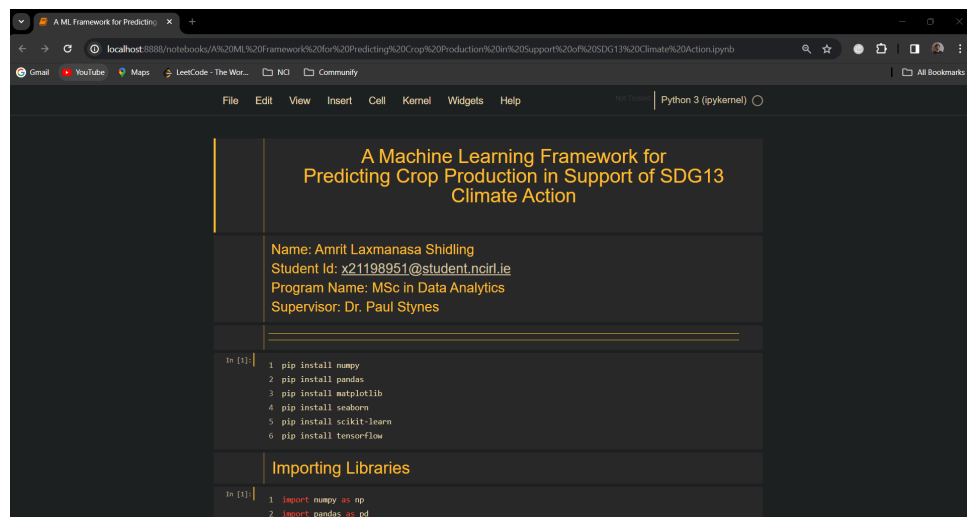 A ML Framework for Predicting
localhost:8888/notebooks/A%20ML%20Framework%20for%20Predicting%20Crop%20Production%20in%20Support%20of%20SDG13%20Climate%20Action.ipynb
Gmail YouTube Maps LeetCode - The Wor... NCI Communify All Bookmarks
File Edit View Insert Cell Kernel Widgets Help Not Trusted Python 3 (ipykernel)
A Machine Learning Framework for
Predicting Crop Production in Support of SDG13
Climate Action
Name: Amrit Laxmanasa Shidling
Student Id: x21198951@student.ncirl.ie
Program Name: MSc in Data Analytics
Supervisor: Dr. Paul Stynes
In [1]:
1 pip install numpy
2 pip install pandas
3 pip install matplotlib
4 pip install seaborn
5 pip install scikit-learn
6 pip install tensorflow
Importing Libraries
In [1]:
1 import numpy as np
2 import pandas as pd